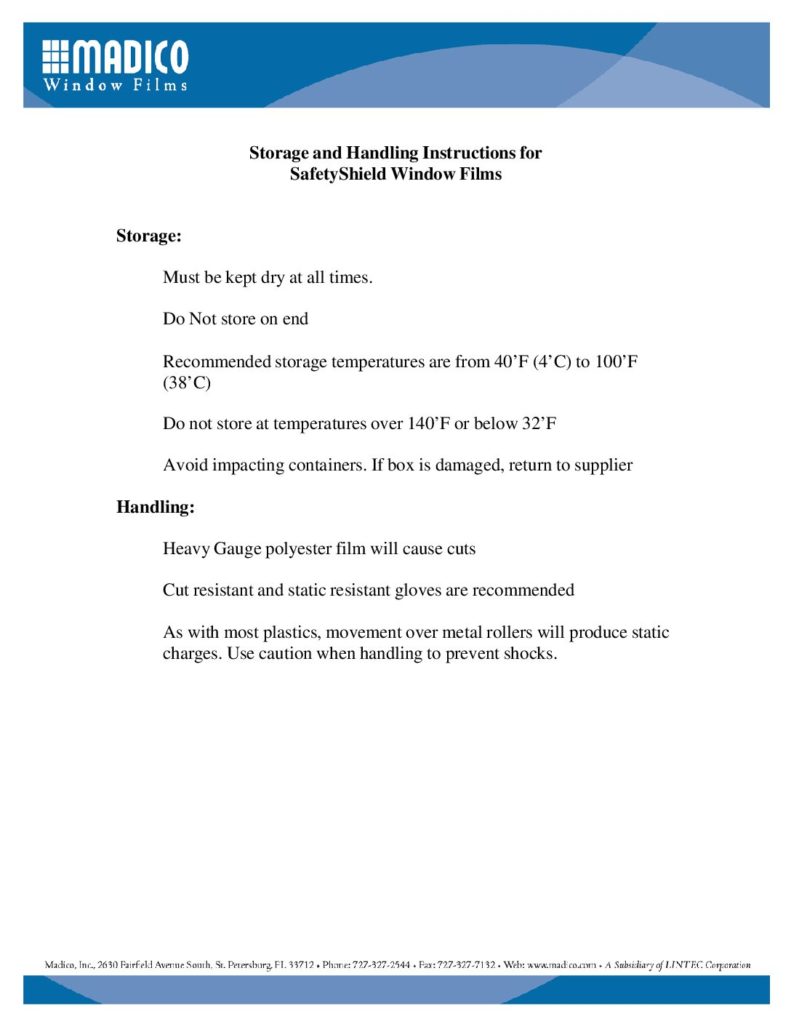 MADICO
Window Films
Storage and Handling Instructions for
SafetyShield Window Films
Storage:
Must be kept dry at all times.
Do Not store on end
Recommended storage temperatures are from 40’F (4’C) to 100’F
(38’C)
Do not store at temperatures over 140’F or below 32’F
Avoid impacting containers. If box is damaged, return to supplier
Handling:
Heavy Gauge polyester film will cause cuts
Cut resistant and static resistant gloves are recommended
As with most plastics, movement over metal rollers will produce static
charges. Use caution when handling to prevent shocks.
Madico, Inc., 2630 Fairfield Avenue South, St. Petersburg, FL 33712 • Phone: 727-327-2544 • Fax: 727-327-7132 • Web: www.madico.com • A Subsidiary of LINTEC Corporation